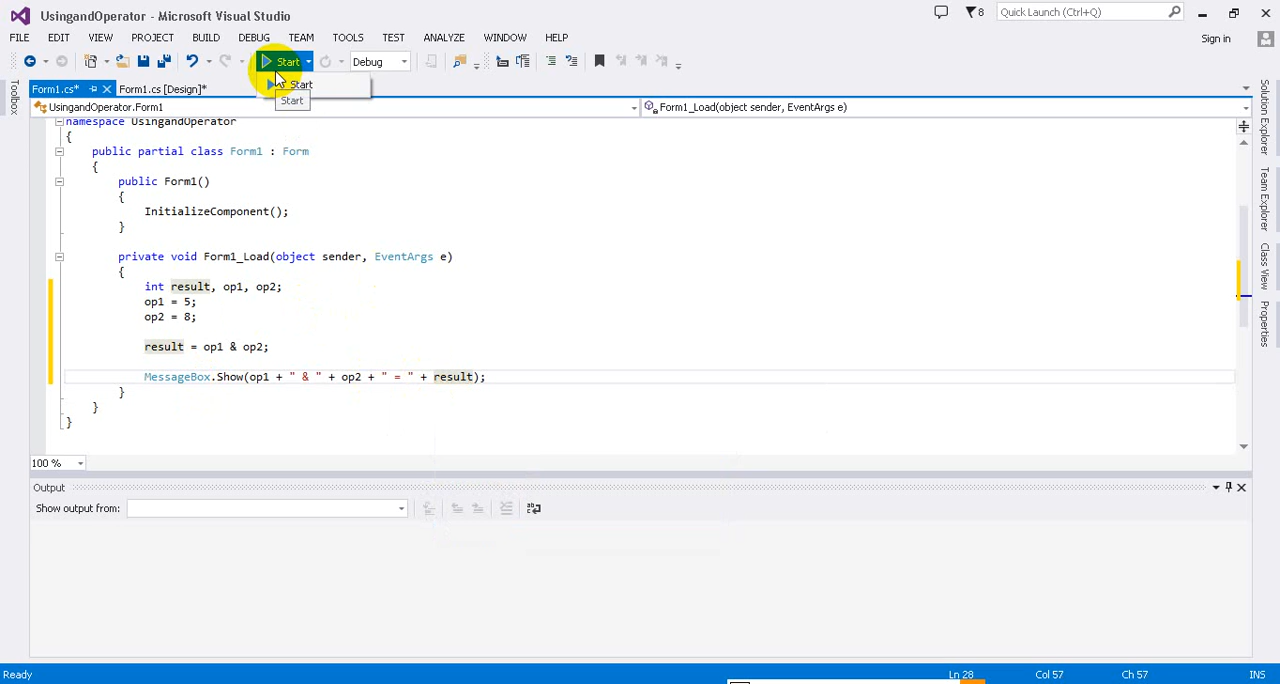 UsingandOperator - Microsoft Visual Studio
8
Quick Launch (Ctrl+Q)
FILE EDIT VIEW PROJECT BUILD DEBUG TEAM TOOLS TEST ANALYZE WINDOW HELP
Sign in
Start
Debug
Form1.cs*
Form1.cs [Design]*
Start
Start
Toolbox
UsingandOperator.Form1
Form1_Load(object sender, EventArgs e)
namespace UsingandOperator
{
public partial class Form1 : Form
{
public Form1()
{
InitializeComponent();
}
private void Form1_Load(object sender, EventArgs e)
{
int result, op1, op2;
op1 = 5;
op2 = 8;
result = op1 & op2;
MessageBox.Show(op1 + " & " + op2 + " = " + result);
}
}
}
Solution Explorer
Team Explorer
Class View
Properties
100 %
Output
Show output from:
Ready
Ln 28 Col 57 Ch 57 INS